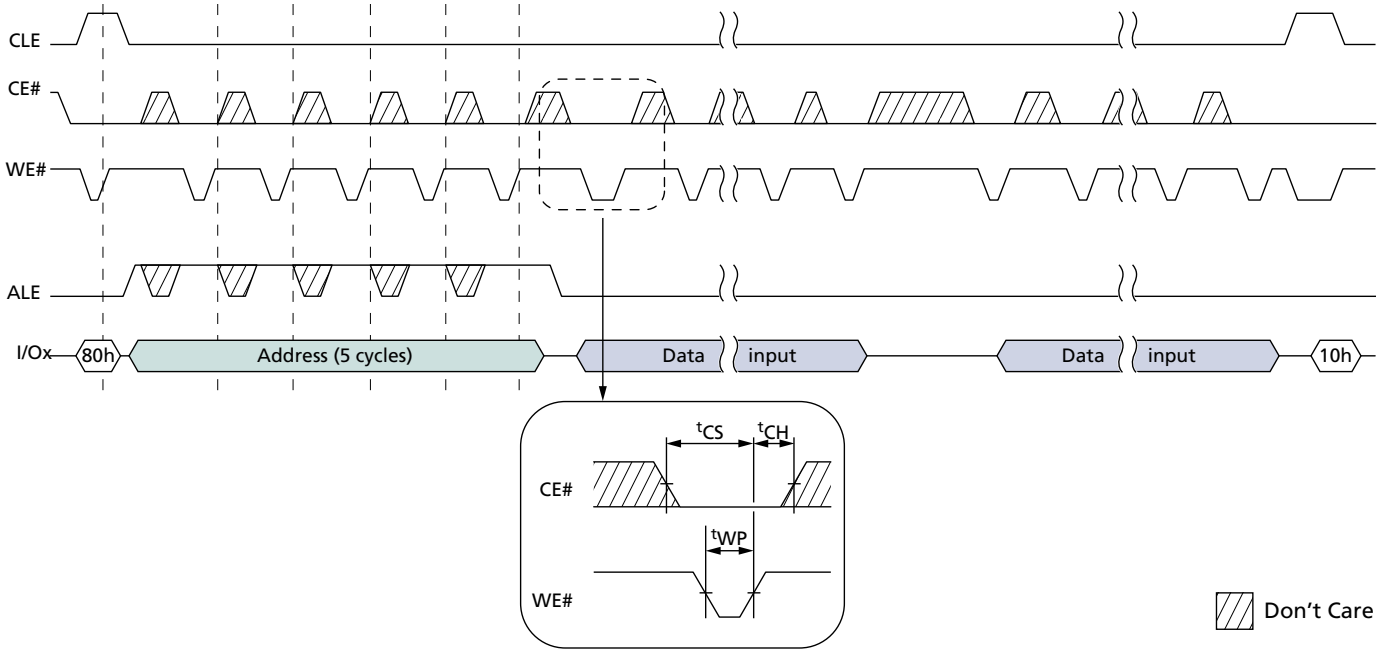 CLE
CE#
WE#
ALE
I/Ox 80h Address (5 cycles) Data input Data input 10h
tCS tCH
CE#
tWP
WE#
Don't Care